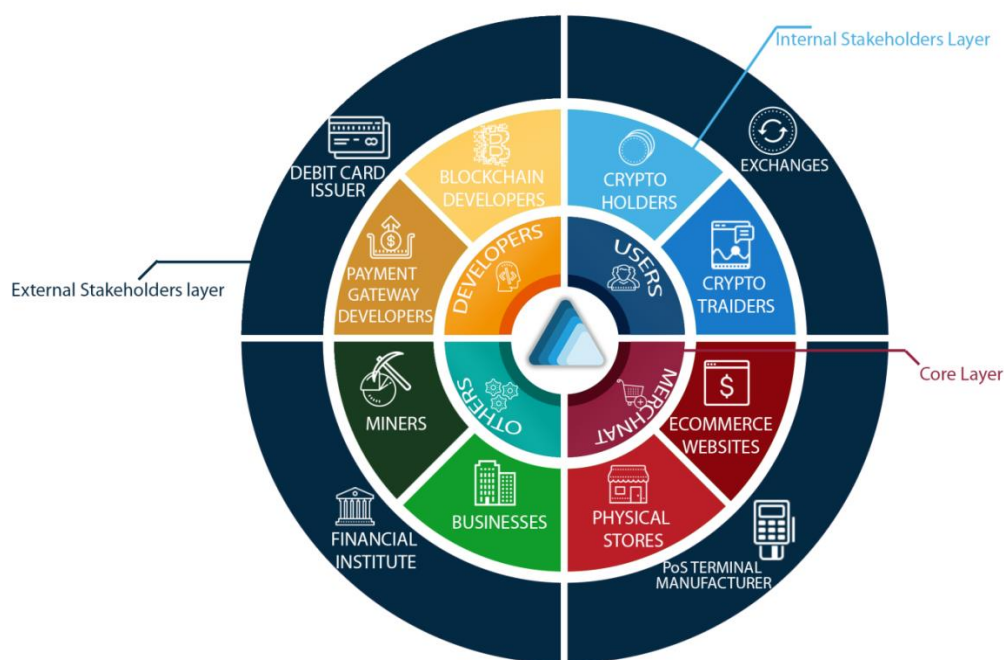 Internal Stakeholders Layer
EXCHANGES
DEBIT CARD
ISSUER
BLOCKCHAIN
DEVELOPERS
CRYPTO
HOLDERS
DEVELOPERS
USERS
PAYMENT
GATEWAY
DEVELOPERS
CRYPTO
TRAIDERS
External Stakeholders layer
Core Layer
OTHERS
MERCHNAT
MINERS
ECOMMERCE
WEBSITES
BUSINESSES
PHYSICAL
STORES
FINANCIAL
INSTITUTE
PoS TERMINAL
MANUFACTURER